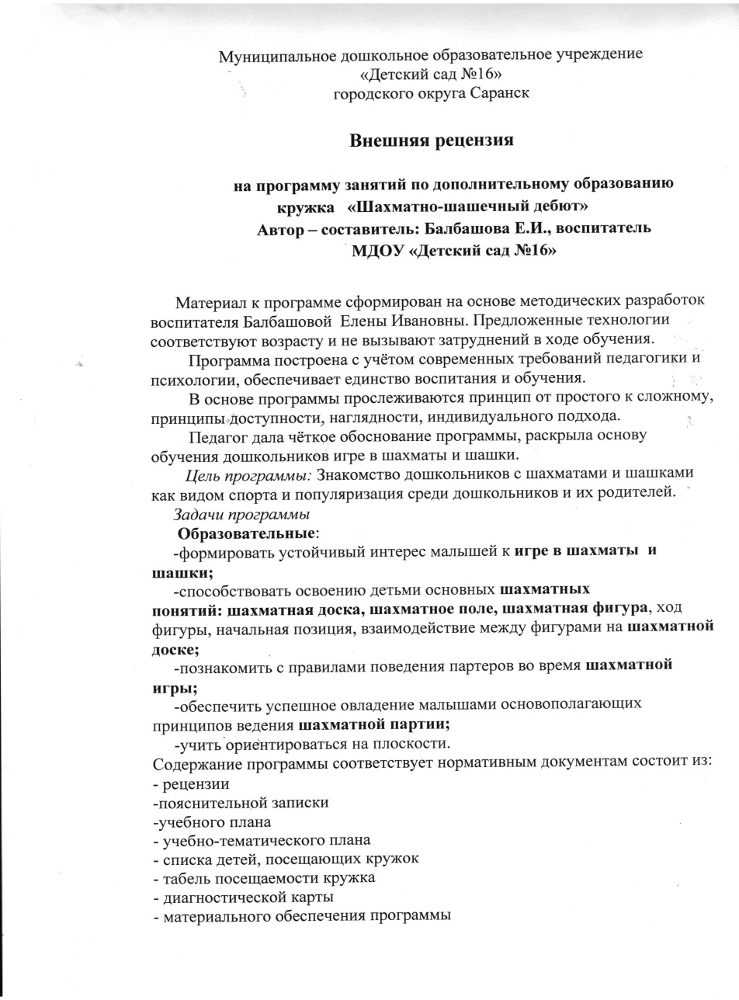 Муниципальное дошкольное образовательное учреждение
«Детский сад №16»
городского округа Саранск
Внешняя рецензия
на программу занятий по дополнительному образованию
кружка «Шахматно-шашечный дебют»
Автор – составитель: Балбашова Е.И., воспитатель
МДОУ «Детский сад №16»
Материал к программе сформирован на основе методических разработок
воспитателя Балбашовой Елены Ивановны. Предложенные технологии
соответствуют возрасту и не вызывают затруднений в ходе обучения.
Программа построена с учётом современных требований педагогики и
психологии, обеспечивает единство воспитания и обучения.
В основе программы прослеживаются принцип от простого к сложному,
принципы доступности, наглядности, индивидуального подхода.
Педагог дала чёткое обоснование программы, раскрыла основу
обучения дошкольников игре в шахматы и шашки.
Цель программы: Знакомство дошкольников с шахматами и шашками
как видом спорта и популяризация среди дошкольников и их родителей.
Задачи программы
Образовательные:
-формировать устойчивый интерес малышей к игре в шахматы и
шашки;
-способствовать освоению детьми основных шахматных
понятий: шахматная доска, шахматное поле, шахматная фигура, ход
фигуры, начальная позиция, взаимодействие между фигурами на шахматной
доске;
-познакомить с правилами поведения партеров во время шахматной
игры;
-обеспечить успешное овладение малышами основополагающих
принципов ведения шахматной партии;
-учить ориентироваться на плоскости.
Содержание программы соответствует нормативным документам состоит из:
- рецензии
-пояснительной записки
-учебного плана
- учебно-тематического плана
- списка детей, посещающих кружок
- табель посещаемости кружка
- диагностической карты
- материального обеспечения программы